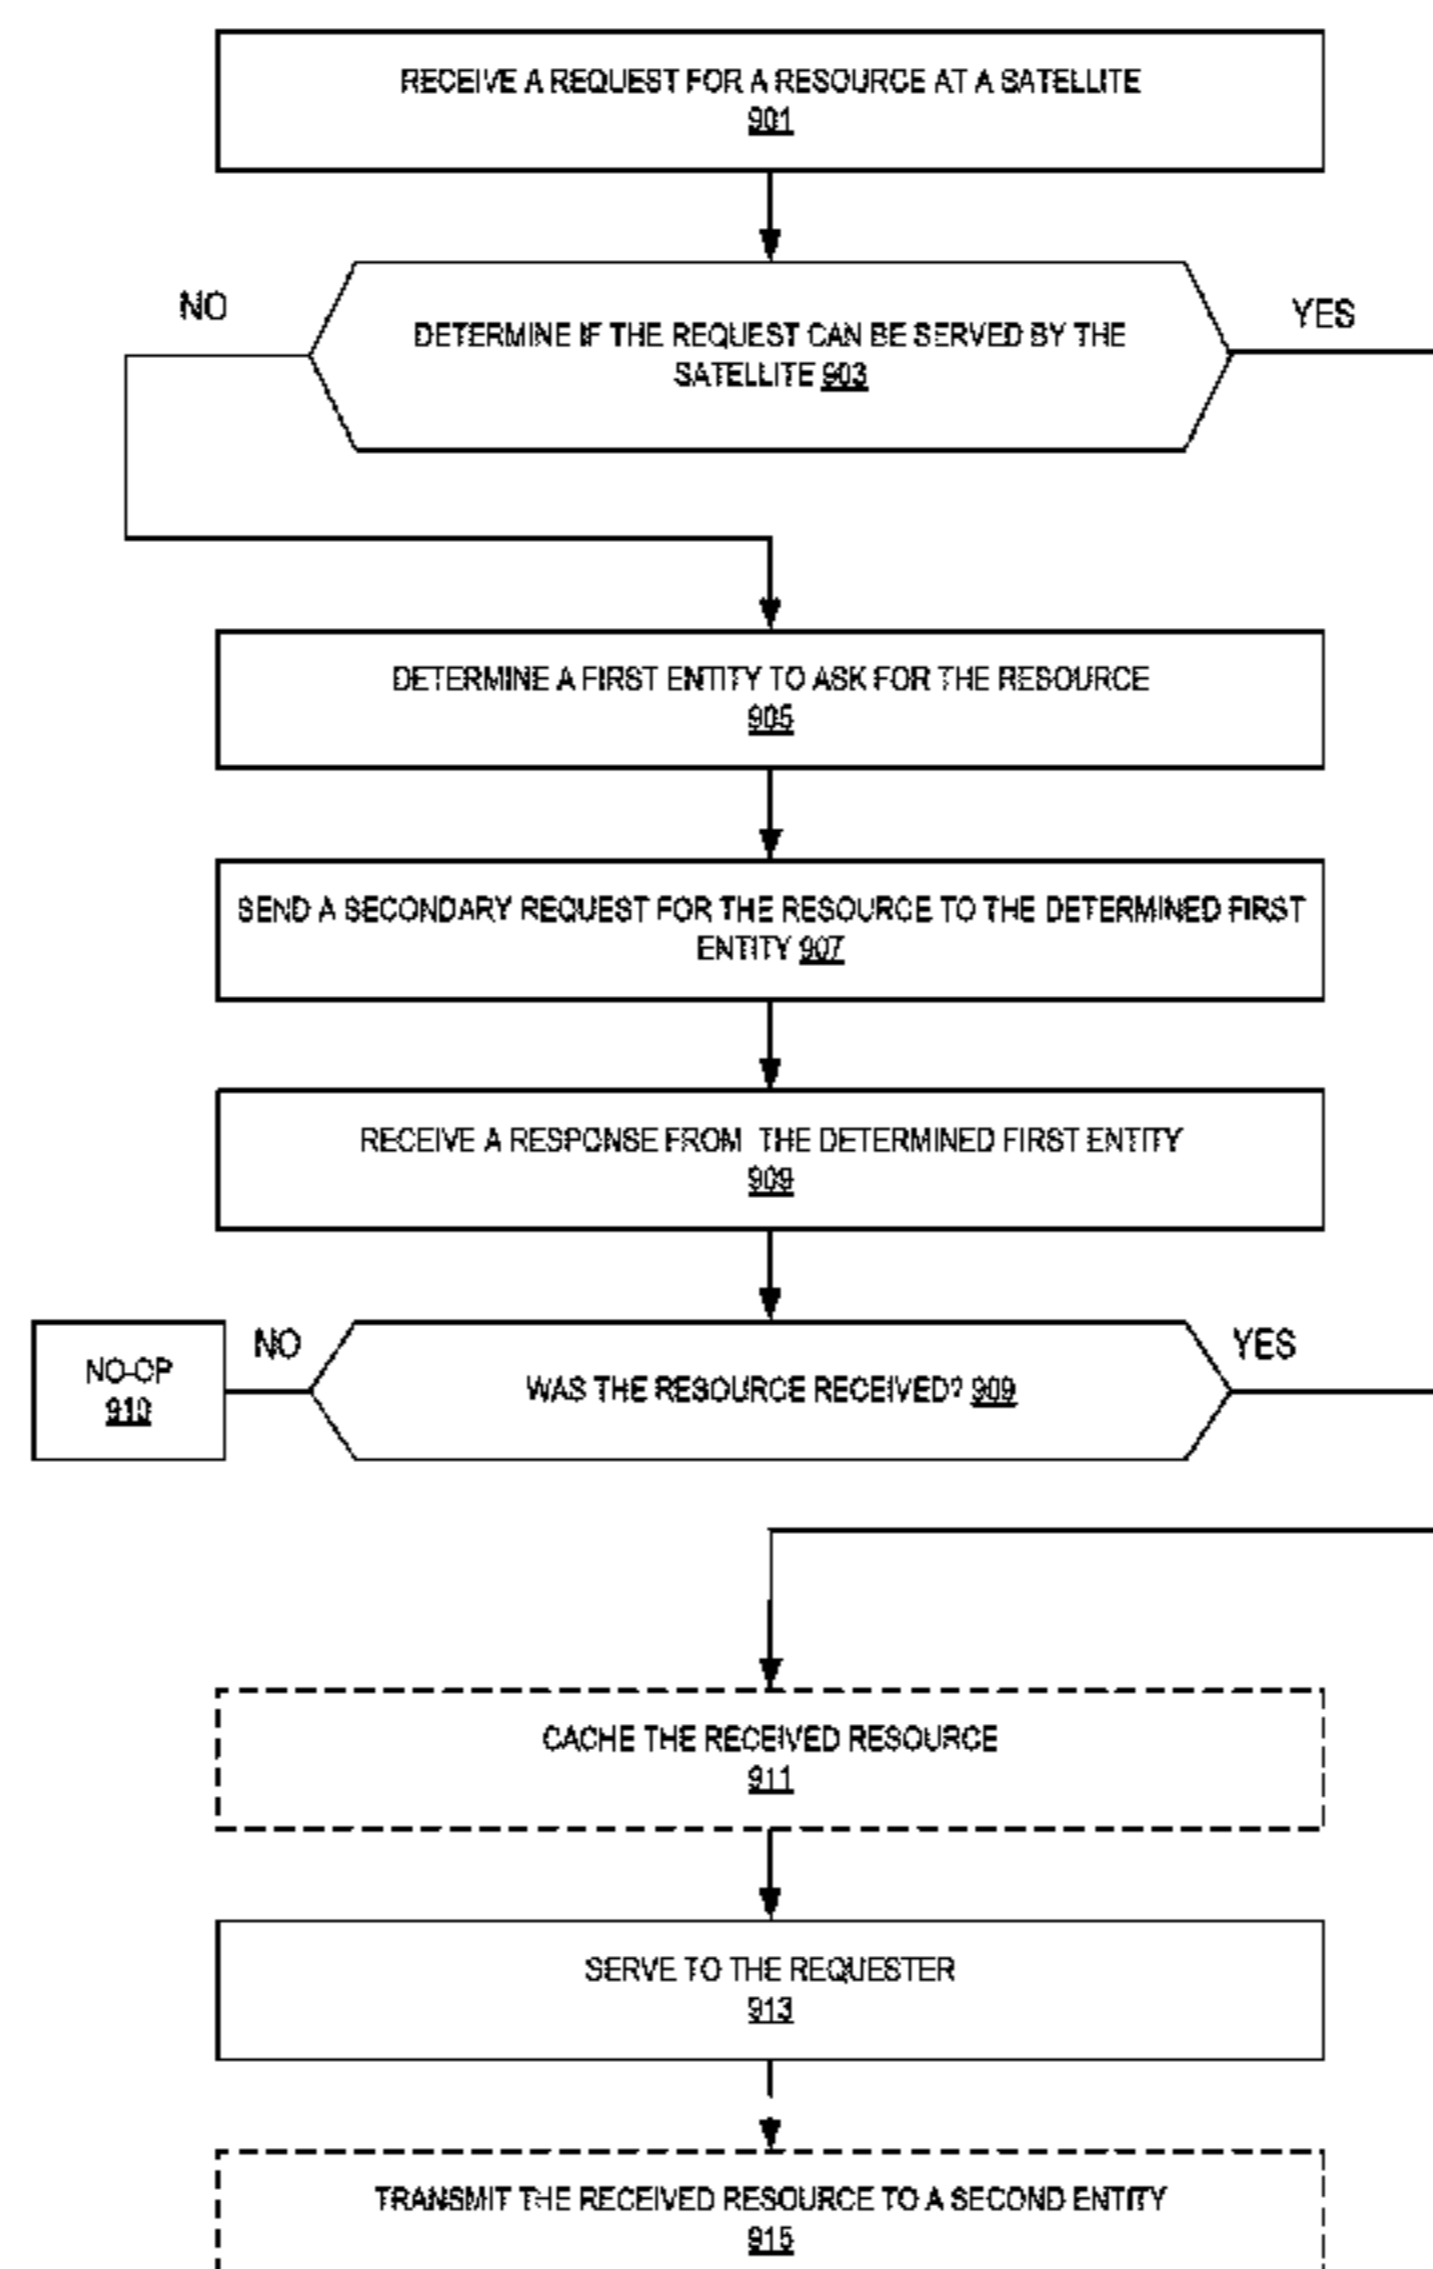 RECEIVE A REQUEST FOR A RESOURCE AT A SATELLITE
901
NO
YES
DETERMINE IF THE REQUEST CAN BE SERVED BY THE
SATELLITE 903
DETERMINE A FIRST ENTITY TO ASK FOR THE RESOURCE
905
SEND A SECONDARY REQUEST FOR THE RESOURCE TO THE DETERMINED FIRST
ENTITY 907
RECEIVE A RESPONSE FROM THE DETERMINED FIRST ENTITY
909
NO-OP
910
NO
WAS THE RESOURCE RECEIVED? 909
YES
CACHE THE RECEIVED RESOURCE
911
SERVE TO THE REQUESTER
913
TRANSMIT THE RECEIVED RESOURCE TO A SECOND ENTITY
915